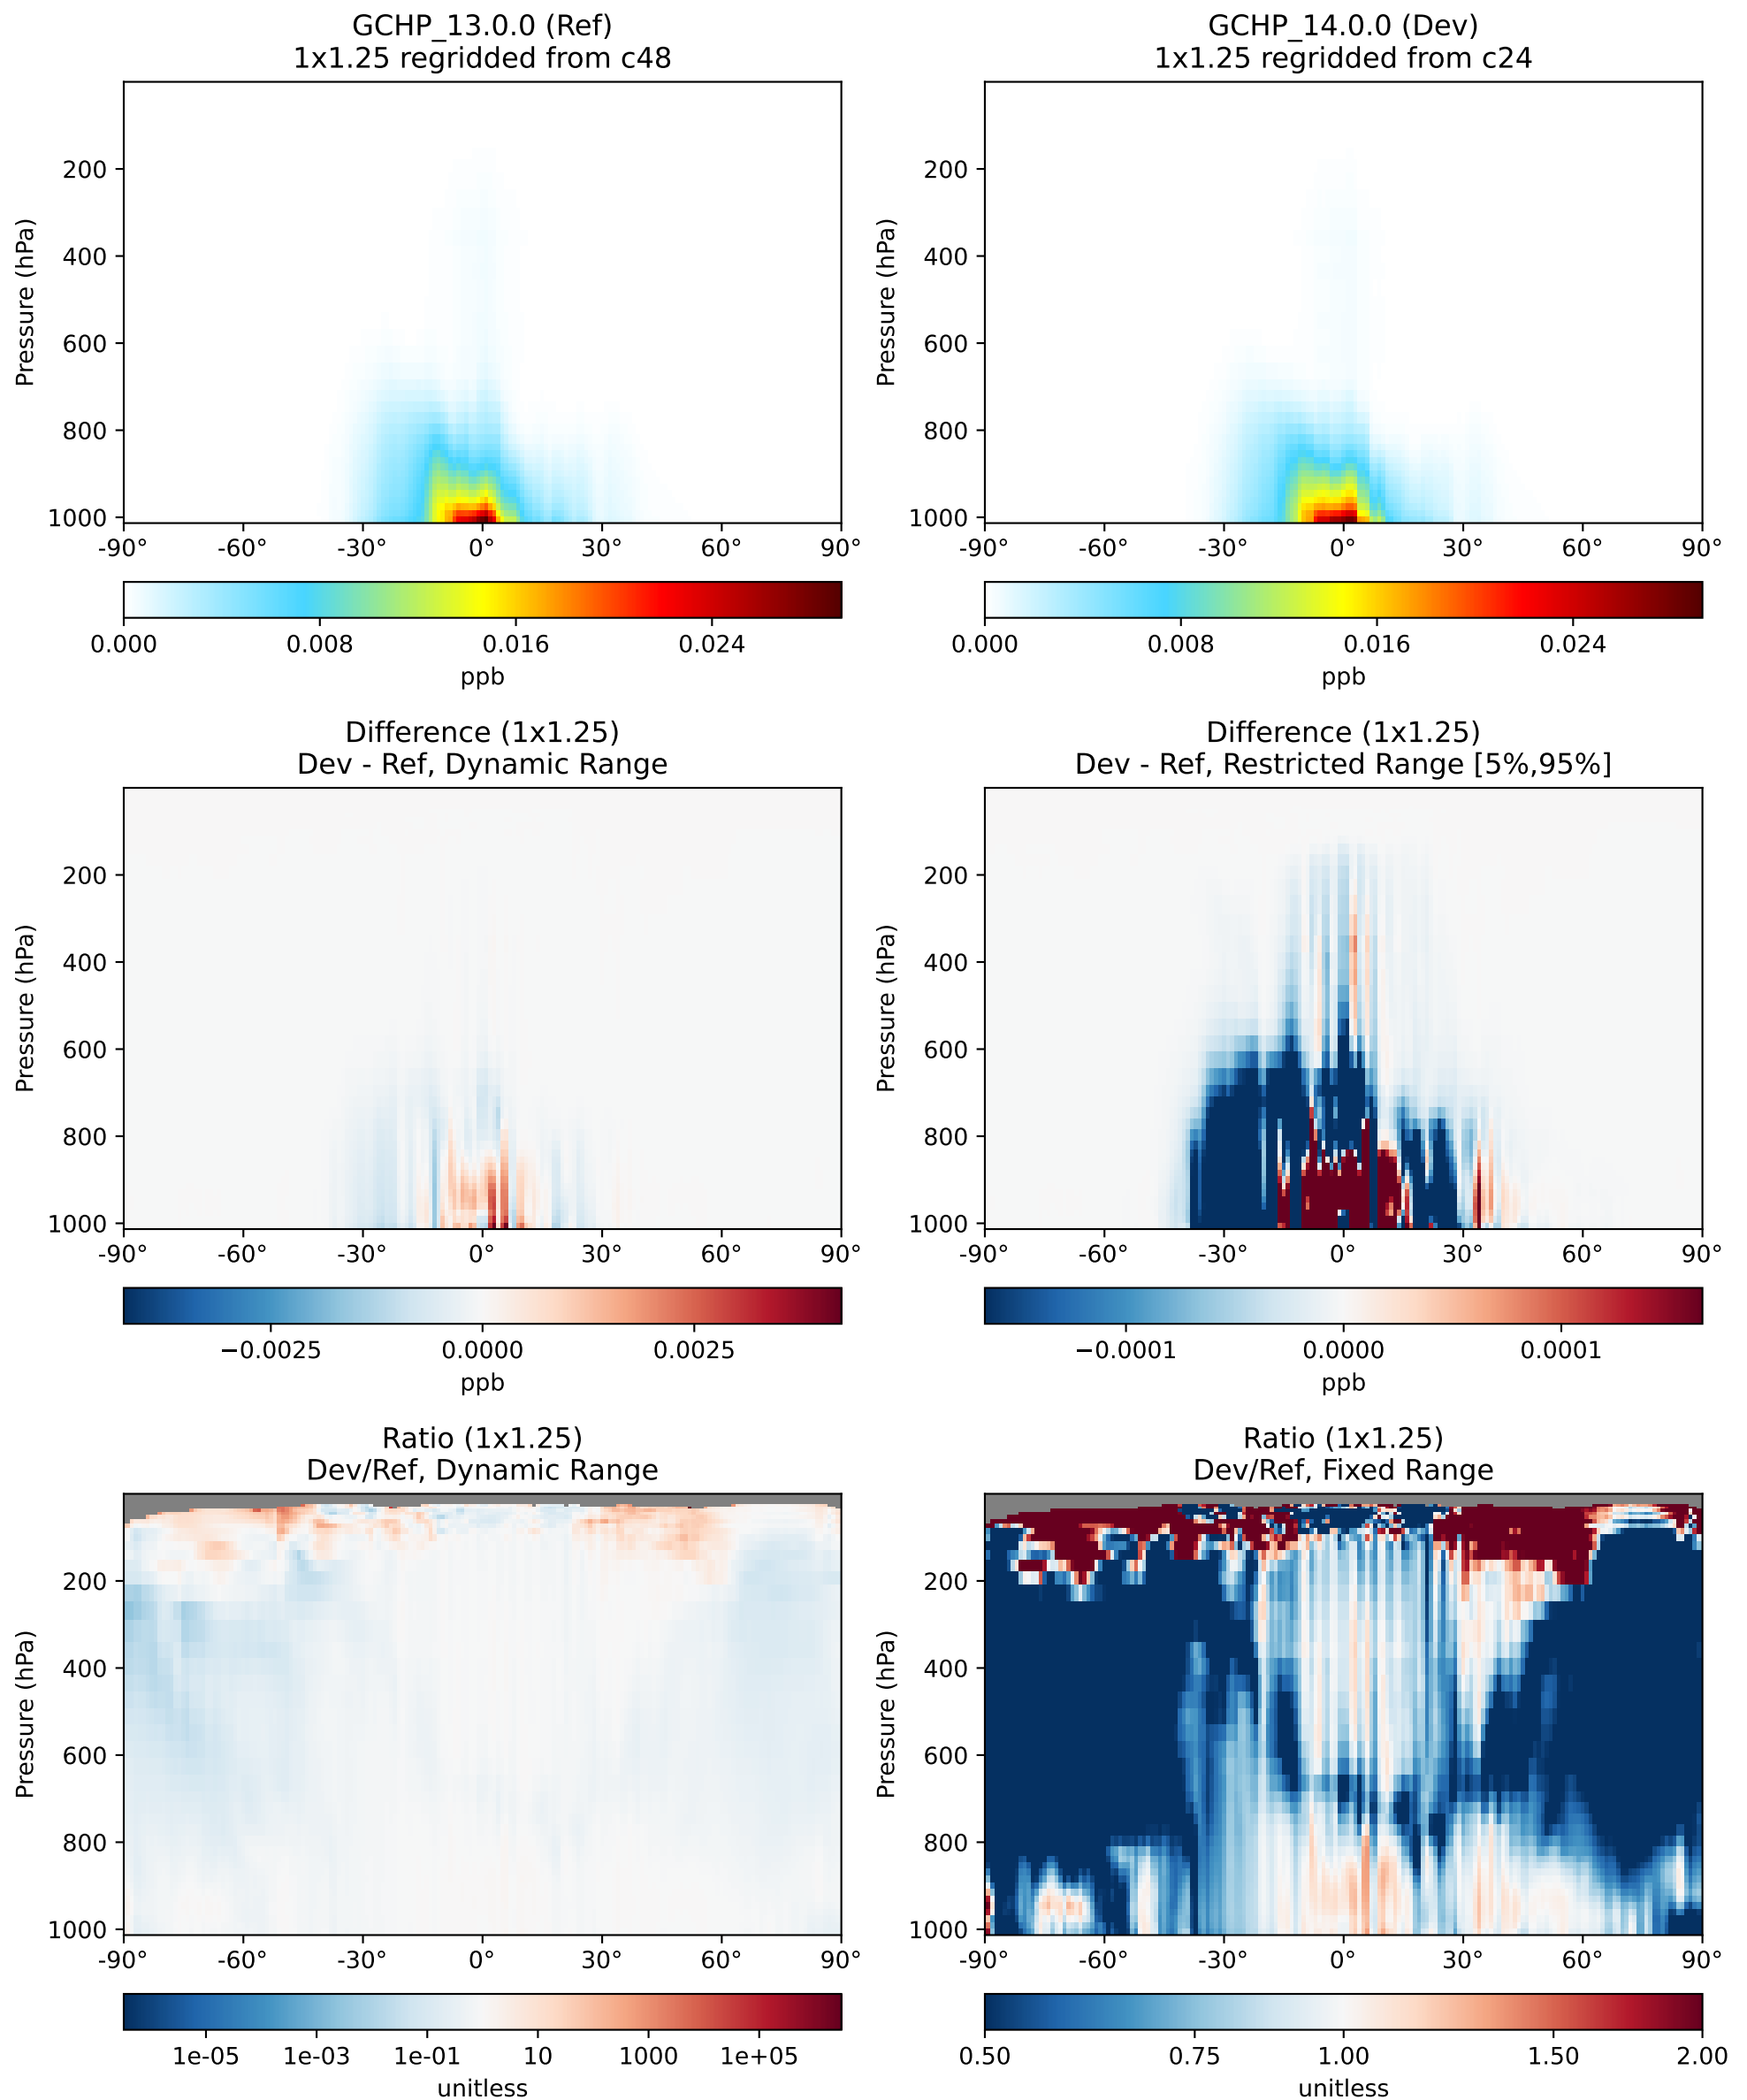 GCHP_13.0.0 (Ref)
1x1.25 regridded from c48
Pressure (hPa)
200
400
600
800
1000
-90° -60° -30° 0° 30° 60° 90°
0.000 0.008 0.016 0.024
ppb
GCHP_14.0.0 (Dev)
1x1.25 regridded from c24
Pressure (hPa)
200
400
600
800
1000
-90° -60° -30° 0° 30° 60° 90°
0.000 0.008 0.016 0.024
ppb
Difference (1x1.25)
Dev - Ref, Dynamic Range
Pressure (hPa)
200
400
600
800
1000
-90° -60° -30° 0° 30° 60° 90°
−0.0025 0.0000 0.0025
ppb
Difference (1x1.25)
Dev - Ref, Restricted Range [5%,95%]
Pressure (hPa)
200
400
600
800
1000
-90° -60° -30° 0° 30° 60° 90°
−0.0001 0.0000 0.0001
ppb
Ratio (1x1.25)
Dev/Ref, Dynamic Range
Pressure (hPa)
200
400
600
800
1000
-90° -60° -30° 0° 30° 60° 90°
1e-05 1e-03 1e-01 10 1000 1e+05
unitless
Ratio (1x1.25)
Dev/Ref, Fixed Range
Pressure (hPa)
200
400
600
800
1000
-90° -60° -30° 0° 30° 60° 90°
0.50 0.75 1.00 1.50 2.00
unitless